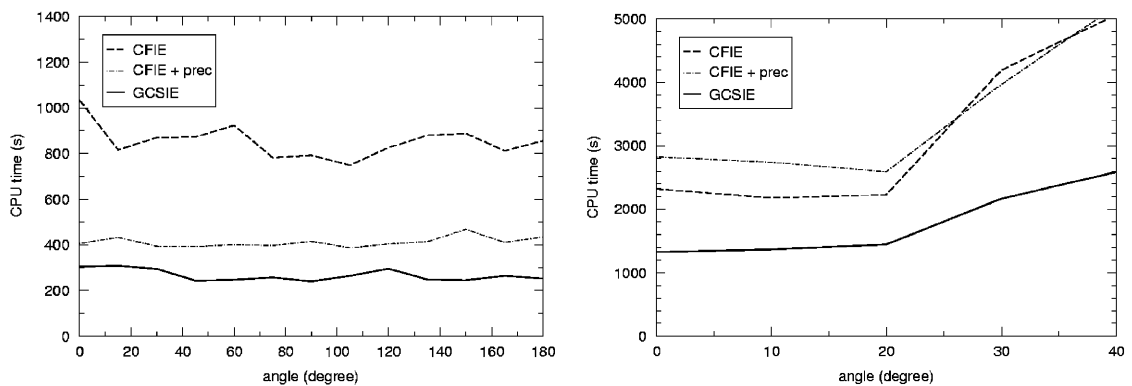 1400
1200
1000
800
600
400
200
0
CPU time (s)
CFIE
CFIE + prec
GCSIE
0 20 40 60 80 100 120 140 160 180
angle (degree)
5000
4000
3000
2000
1000
0
CPU time (s)
CFIE
CFIE + prec
GCSIE
0 10 20 30 40
angle (degree)